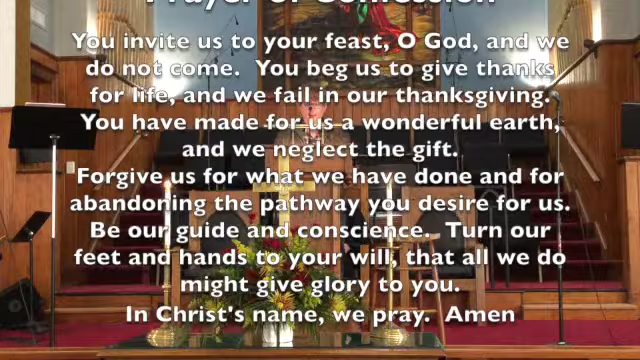 Prayer of Confession
You invite us to your feast, O God, and we
do not come.  You beg us to give thanks
for life, and we fail in our thanksgiving.
You have made for us a wonderful earth,
and we neglect the gift.
Forgive us for what we have done and for
abandoning the pathway you desire for us.
Be our guide and conscience.  Turn our
feet and hands to your will, that all we do
might give glory to you.
In Christ's name, we pray.  Amen